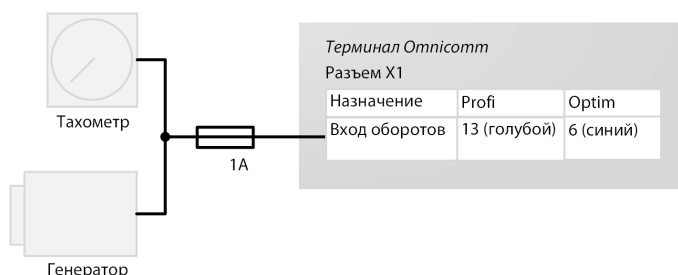 Терминал Omnicomm
Разъем X1
Назначение Profi Optim
Вход оборотов 13 (голубой) 6 (синий)
Тахометр
1А
Генератор